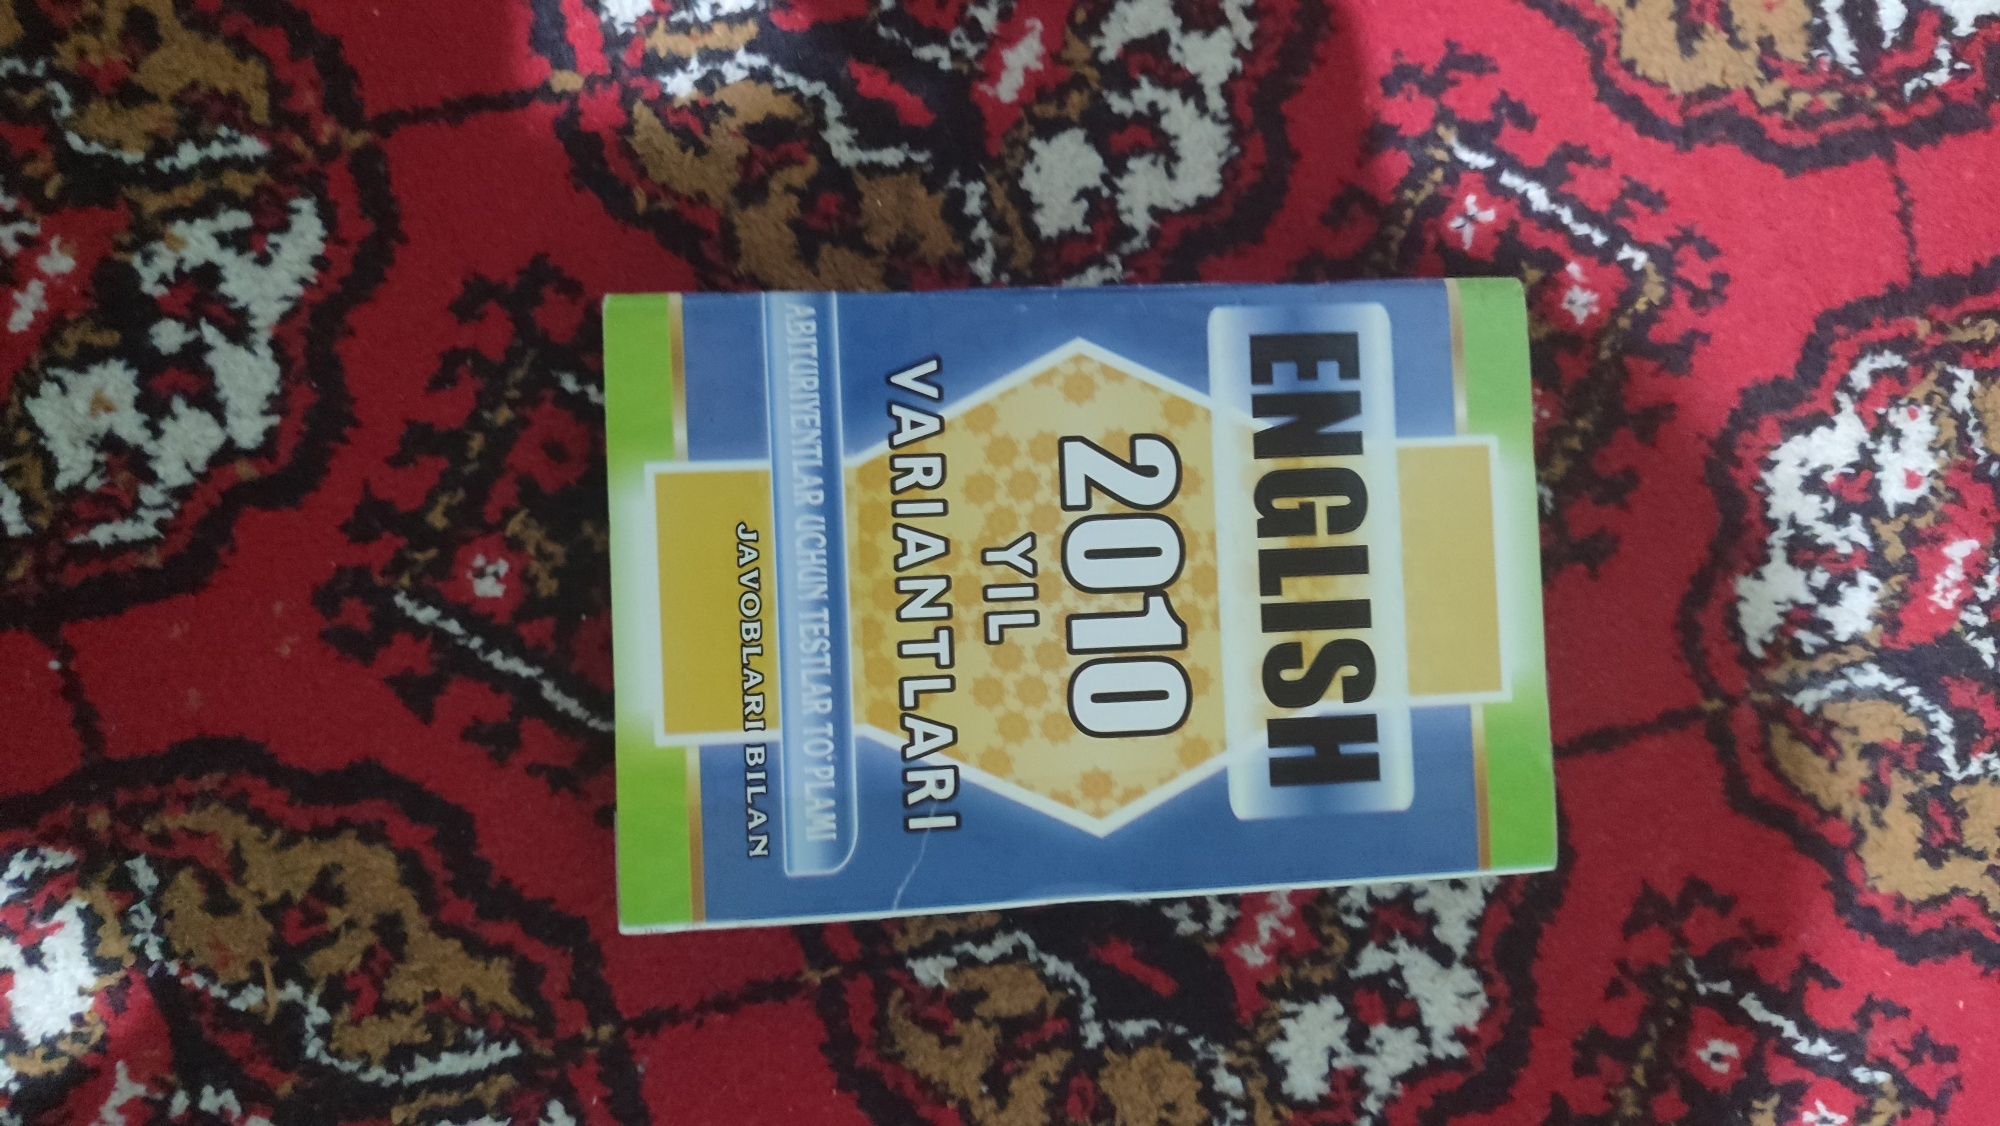 ENGLISH
2010
YIL
VARIANTLARI
ABITURIYENTLAR UCHUN TESTLAR TO'PLAMI
JAVOBLARI BILAN